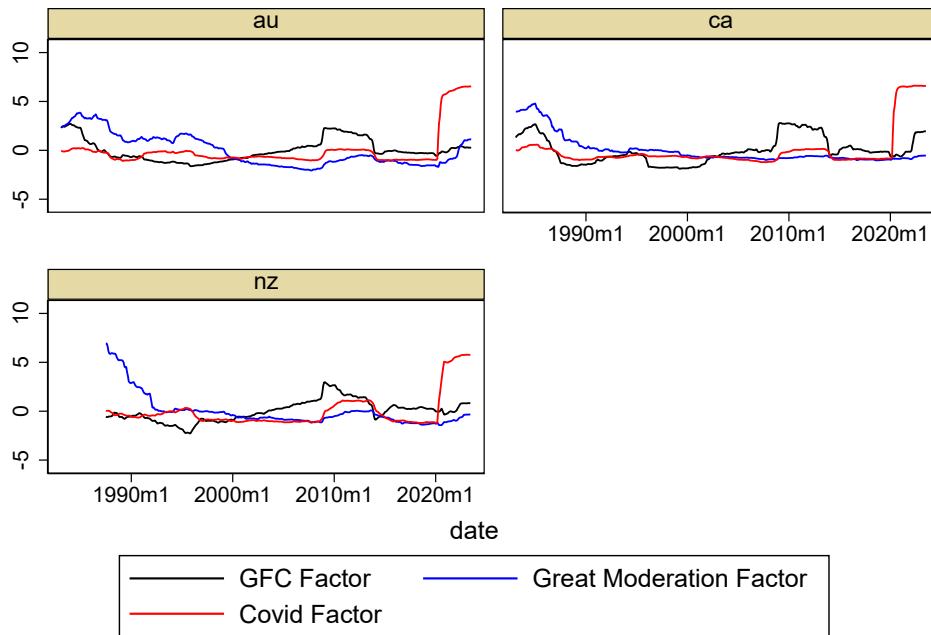 au
ca
10
5
0
-5
1990m1 2000m1 2010m1 2020m1
nz
10
5
0
-5
1990m1 2000m1 2010m1 2020m1
date
GFC Factor Great Moderation Factor
Covid Factor